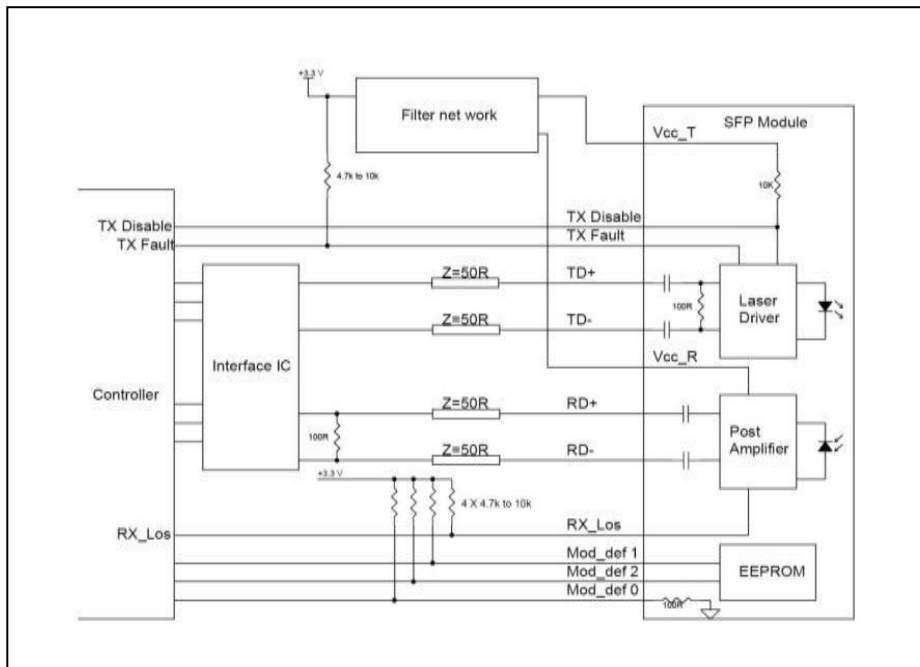 +3.3 V
Filter net work
SFP Module
Vcc_T
4.7k to 10k
10K
TX Disable
TX Disable
TX Fault
TX Fault
Z=50R
TD+
100R
Laser
Driver
Z=50R
TD-
Interface IC
Vcc_R
Controller
Z=50R
RD+
100R
Post
Amplifier
Z=50R
RD-
+3.3 V
4 X 4.7k to 10k
RX_Los
RX_Los
Mod_def 1
Mod_def 2
EEPROM
Mod_def 0
100R